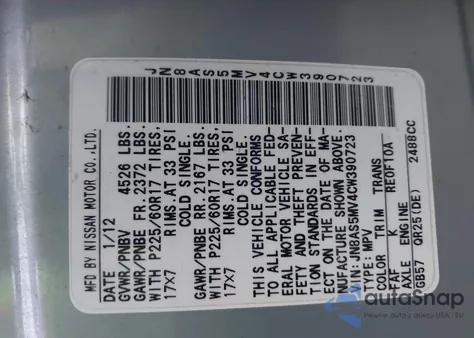 JN8AS5MV4CW390723
MFD BY NISSAN MOTOR CO.,LTD.
1/12
GVWR/PNBV 4526 LBS.
GAWR/PNBE FR. 2372 LBS.
WITH P225/60R17 TIRES,
17X7 RIMS.AT 33 PSI
COLD SINGLE.
GAWR/PNBE RR. 2167 LBS.
WITH P225/60R17 TIRES,
17X7 RIMS.AT 33 PSI
COLD SINGLE.
THIS VEHICLE CONFORMS
TO ALL APPLICABLE FED-
ERAL MOTOR VEHICLE SA-
FETY AND THEFT PREVEN-
TION STANDARDS IN EFF-
ECT ON THE DATE OF MA-
NUFACTURE SHOWN ABOVE.
VIN:JN8AS5MV4CW390723
TYPE:MPV
COLOR TRIM TRANS
FAE K RE0F10A
AXLE ENGINE
GB57 QR25(DE) 2488CC
autoSnap